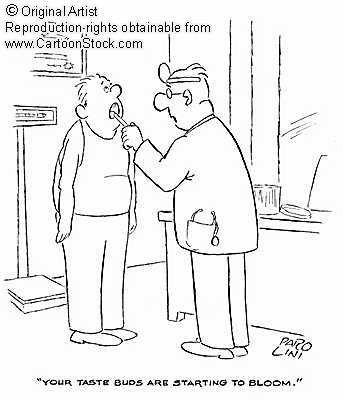 © Original Artist
Reproduction rights obtainable from
www.CartoonStock.com
PARO
LINI
"YOUR TASTE BUDS ARE STARTING TO BLOOM."